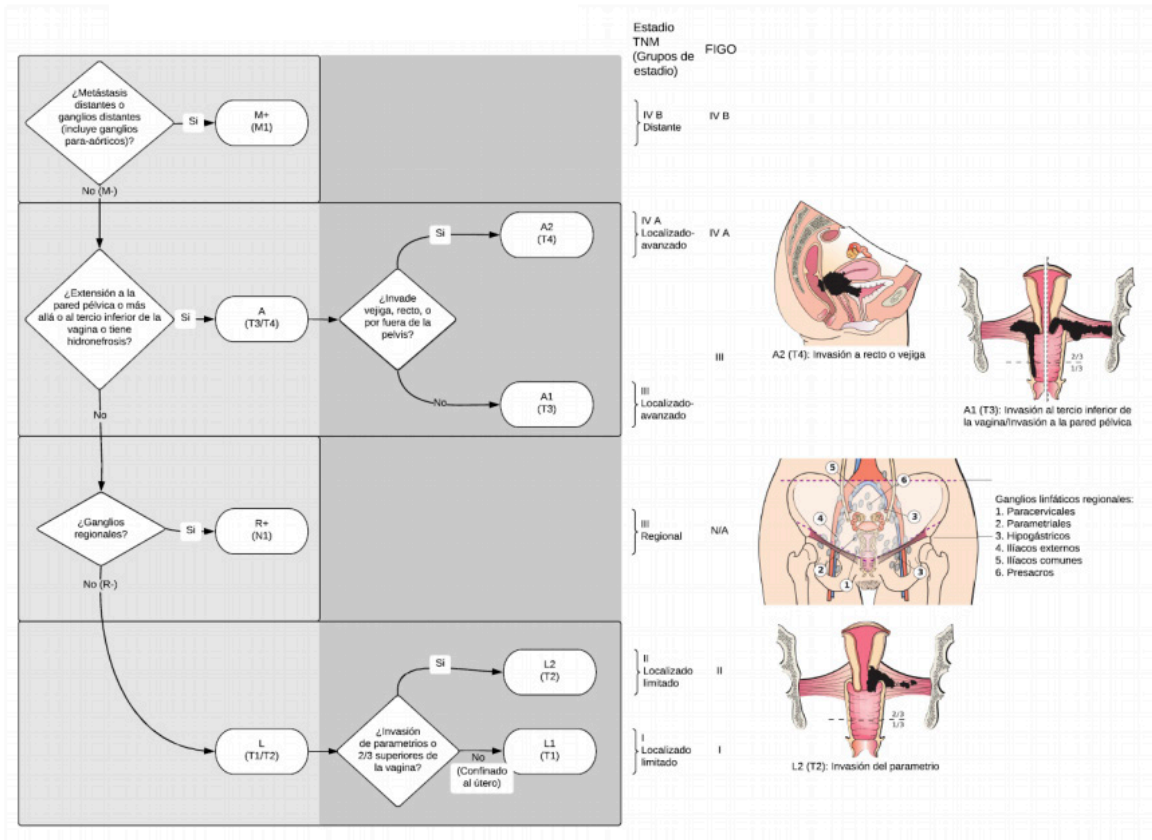 Estadio
TNM
(Grupos de
estadio)
FIGO
¿Metástasis
distantes o
ganglios distantes
(incluye ganglios
para-aórticos)?
Si
M+
(M1)
IV B
Distante
IV B
No (M-)
¿Extensión a la
pared pélvica o más
allá o al tercio inferior de la
vagina o tiene
hidronefrosis?
Si
A
(T3/T4)
¿Invade
vejiga, recto, o
por fuera de la
pelvis?
Si
A2
(T4)
IV A
Localizado-
avanzado
IV A
No
A1
(T3)
III
Localizado-
avanzado
III
A2 (T4): Invasión a recto o vejiga
2/3
1/3
A1 (T3): Invasión al tercio inferior de
la vagina/Invasión a la pared pélvica
No
¿Ganglios
regionales?
Si
R+
(N1)
III
Regional
N/A
5
6
4
3
2
1
3
Ganglios linfáticos regionales:
1. Paracervicales
2. Parametriales
3. Hipogástricos
4. Ilíacos externos
5. Ilíacos comunes
6. Presacros
No (R-)
L
(T1/T2)
¿Invasión
de parametrios o
2/3 superiores de
la vagina?
Si
L2
(T2)
II
Localizado
limitado
II
No
(Confinado
al útero)
L1
(T1)
I
Localizado
limitado
I
2/3
1/3
L2 (T2): Invasión del parametrio